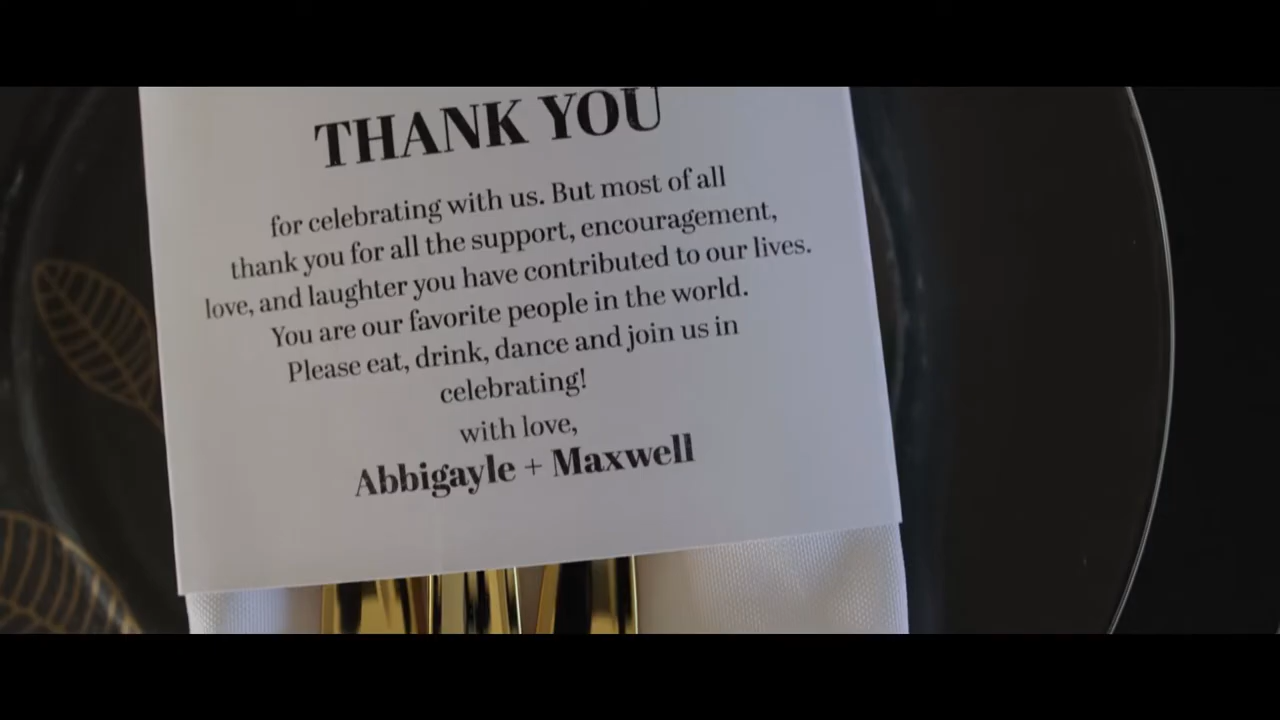 THANK YOU
for celebrating with us. But most of all
thank you for all the support, encouragement,
love, and laughter you have contributed to our lives.
You are our favorite people in the world.
Please eat, drink, dance and join us in
celebrating!
with love,
Abbigayle + Maxwell